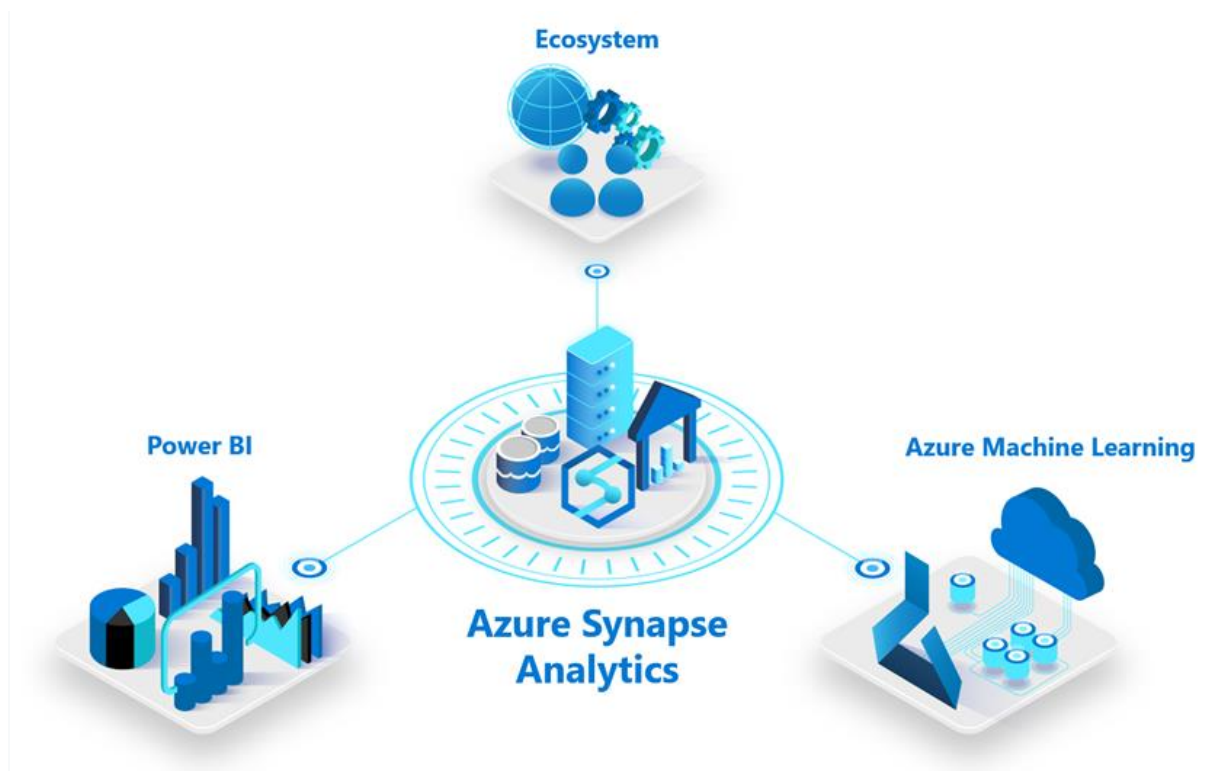 Ecosystem
Power BI
Azure Machine Learning
Azure Synapse
Analytics